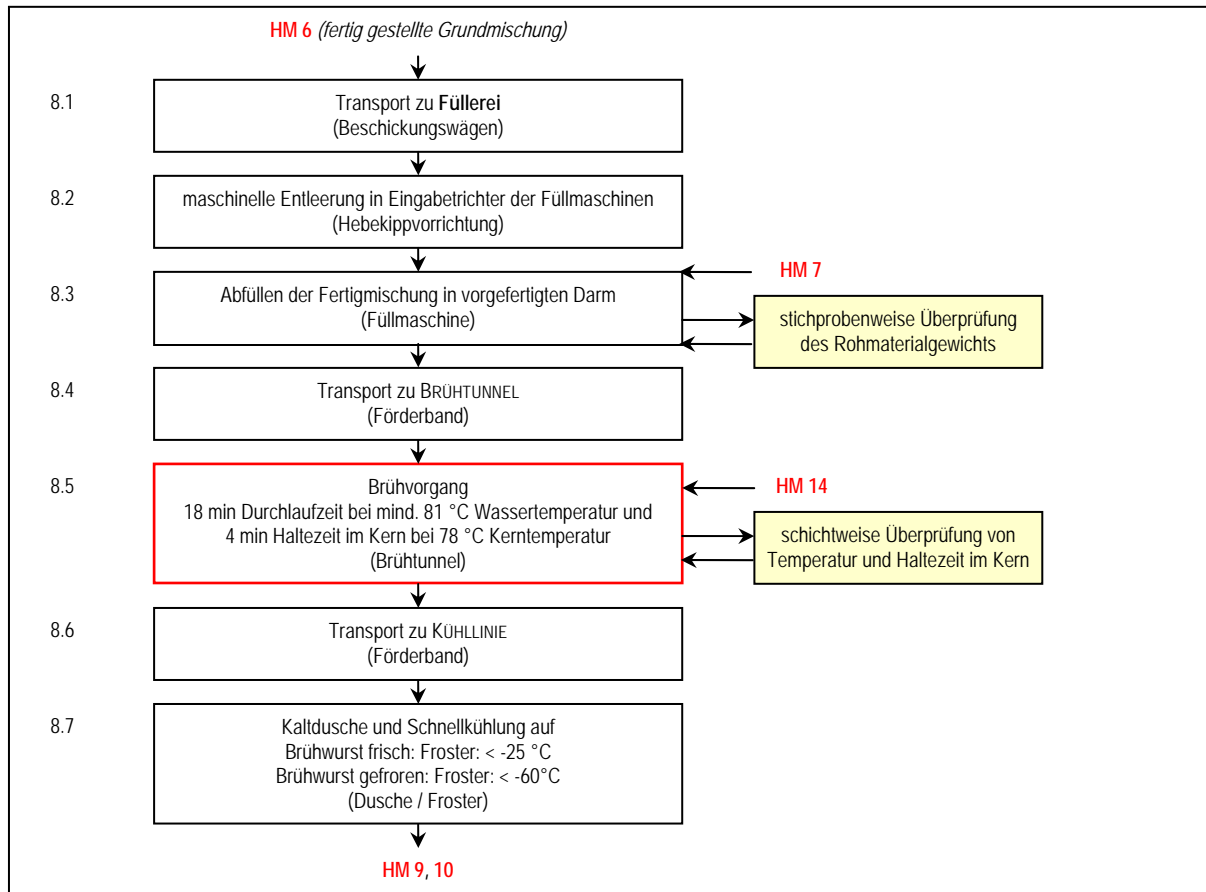 HM 6 (fertig gestellte Grundmischung)
8.1
Transport zu Füllerei
(Beschickungswägen)
8.2
maschinelle Entleerung in Eingabetrichter der Füllmaschinen
(Hebekippvorrichtung)
HM 7
8.3
Abfüllen der Fertigmischung in vorgefertigten Darm
(Füllmaschine)
stichprobenweise Überprüfung
des Rohmaterialgewichts
8.4
Transport zu BRÜHTUNNEL
(Förderband)
8.5
Brühvorgang
18 min Durchlaufzeit bei mind. 81 °C Wassertemperatur und
4 min Haltezeit im Kern bei 78 °C Kerntemperatur
(Brühtunnel)
HM 14
schichtweise Überprüfung von
Temperatur und Haltezeit im Kern
8.6
Transport zu KÜHLLINIE
(Förderband)
8.7
Kaltdusche und Schnellkühlung auf
Brühwurst frisch: Froster: < -25 °C
Brühwurst gefroren: Froster: < -60°C
(Dusche / Froster)
HM 9, 10